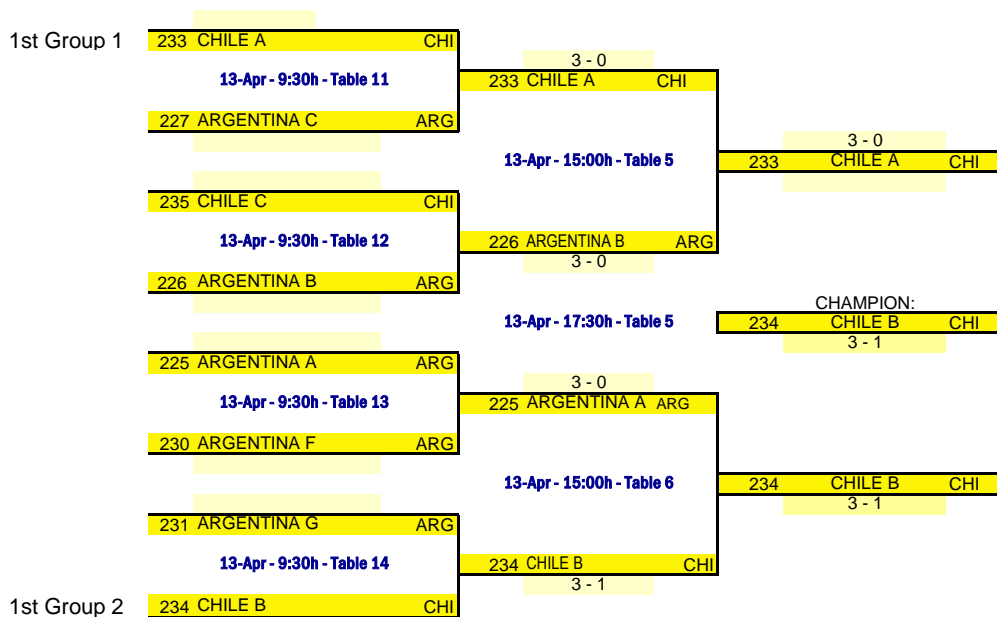 1st Group 1 233 CHILE A CHI
3 - 0
13-Apr - 9:30h - Table 11 233 CHILE A CHI
227 ARGENTINA C ARG
3 - 0
13-Apr - 15:00h - Table 5 233 CHILE A CHI
235 CHILE C CHI
13-Apr - 9:30h - Table 12 226 ARGENTINA B ARG
3 - 0
226 ARGENTINA B ARG
CHAMPION:
13-Apr - 17:30h - Table 5 234 CHILE B CHI
3 - 1
225 ARGENTINA A ARG
3 - 0
13-Apr - 9:30h - Table 13 225 ARGENTINA A ARG
230 ARGENTINA F ARG
13-Apr - 15:00h - Table 6 234 CHILE B CHI
3 - 1
231 ARGENTINA G ARG
13-Apr - 9:30h - Table 14 234 CHILE B CHI
3 - 1
1st Group 2 234 CHILE B CHI